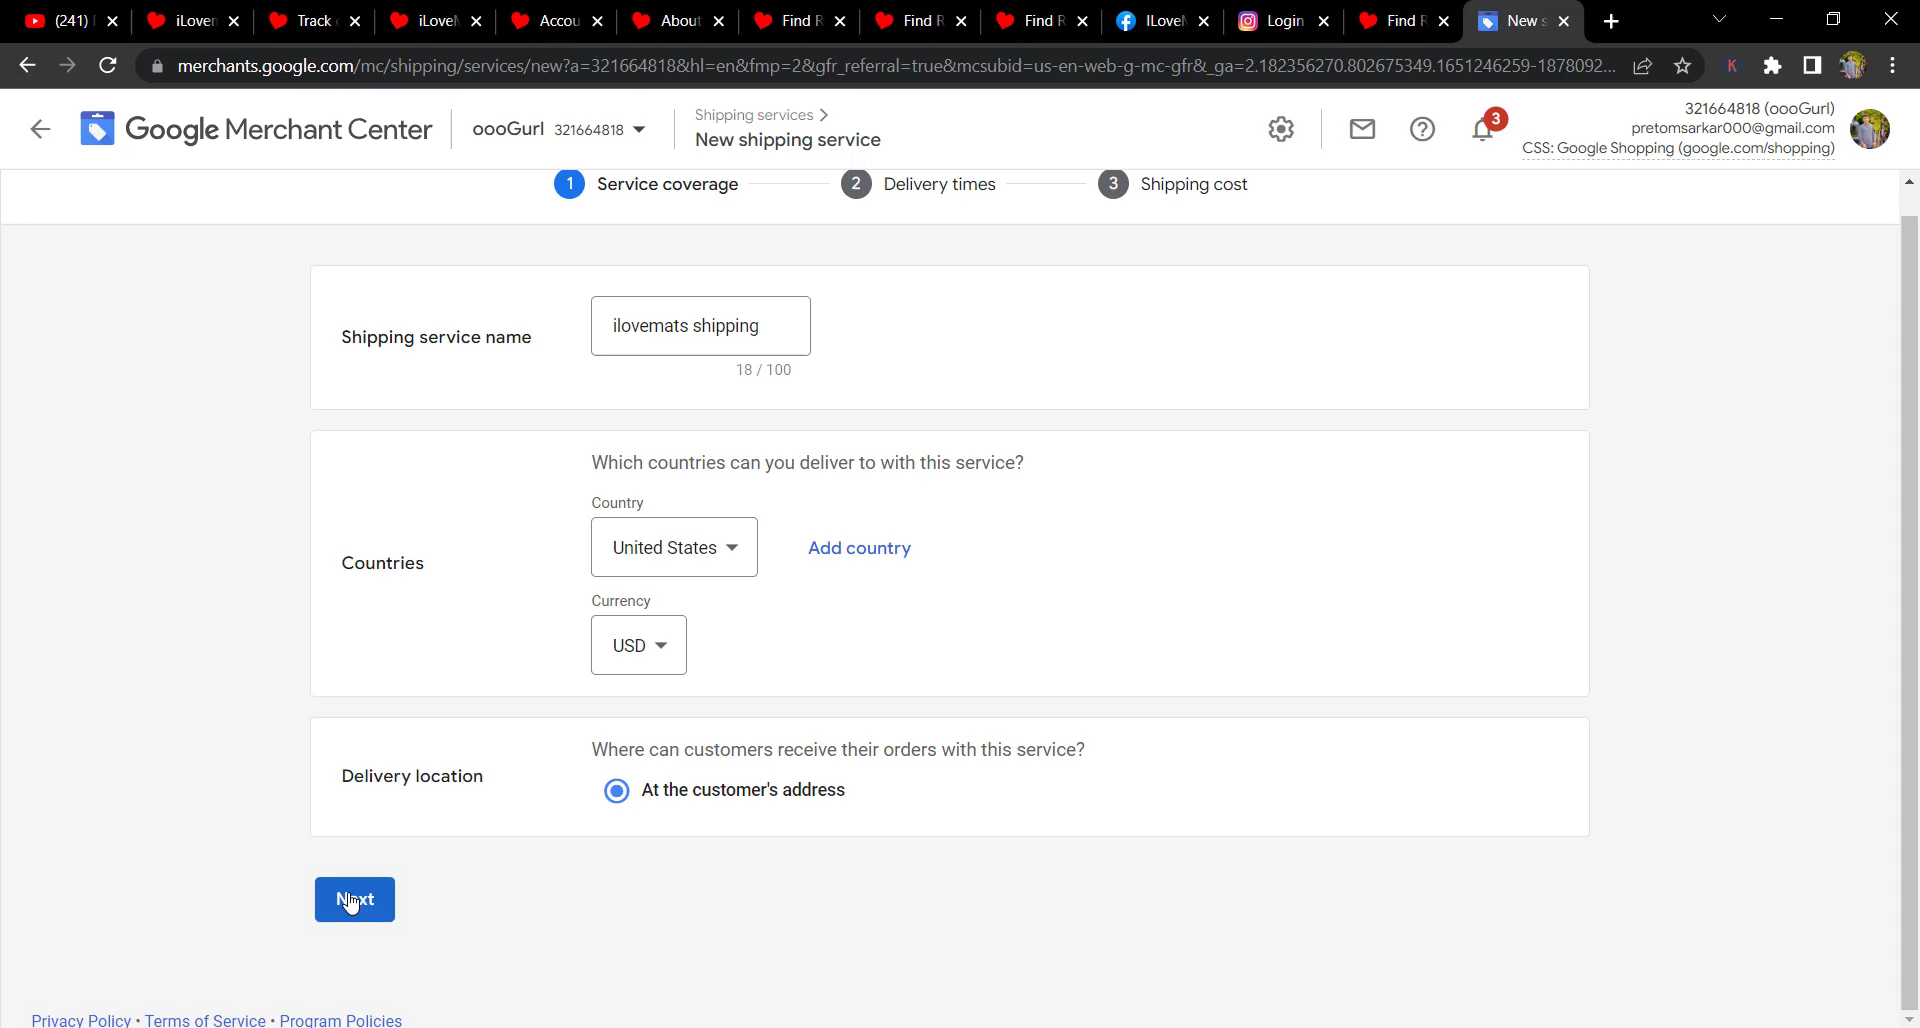 (241) iLover Track iLoveM Accou About Find R Find R Find R ILoveM Login Find R New s
merchants.google.com/mc/shipping/services/new?a=321664818&hl=en&fmp=2&gfr_referral=true&mcsubid=us-en-web-g-mc-gfr&_ga=2.182356270.802675349.1651246259-1878092... K
Google Merchant Center
oooGurl 321664818
Shipping services
New shipping service
3
321664818 (oooGurl)
pretomsarkar000@gmail.com
CSS: Google Shopping (google.com/shopping)
1 Service coverage 2 Delivery times 3 Shipping cost
Shipping service name
ilovemats shipping
18 / 100
Countries
Which countries can you deliver to with this service?
Country
United States Add country
Currency
USD
Delivery location
Where can customers receive their orders with this service?
At the customer's address
Next
Privacy Policy • Terms of Service • Program Policies